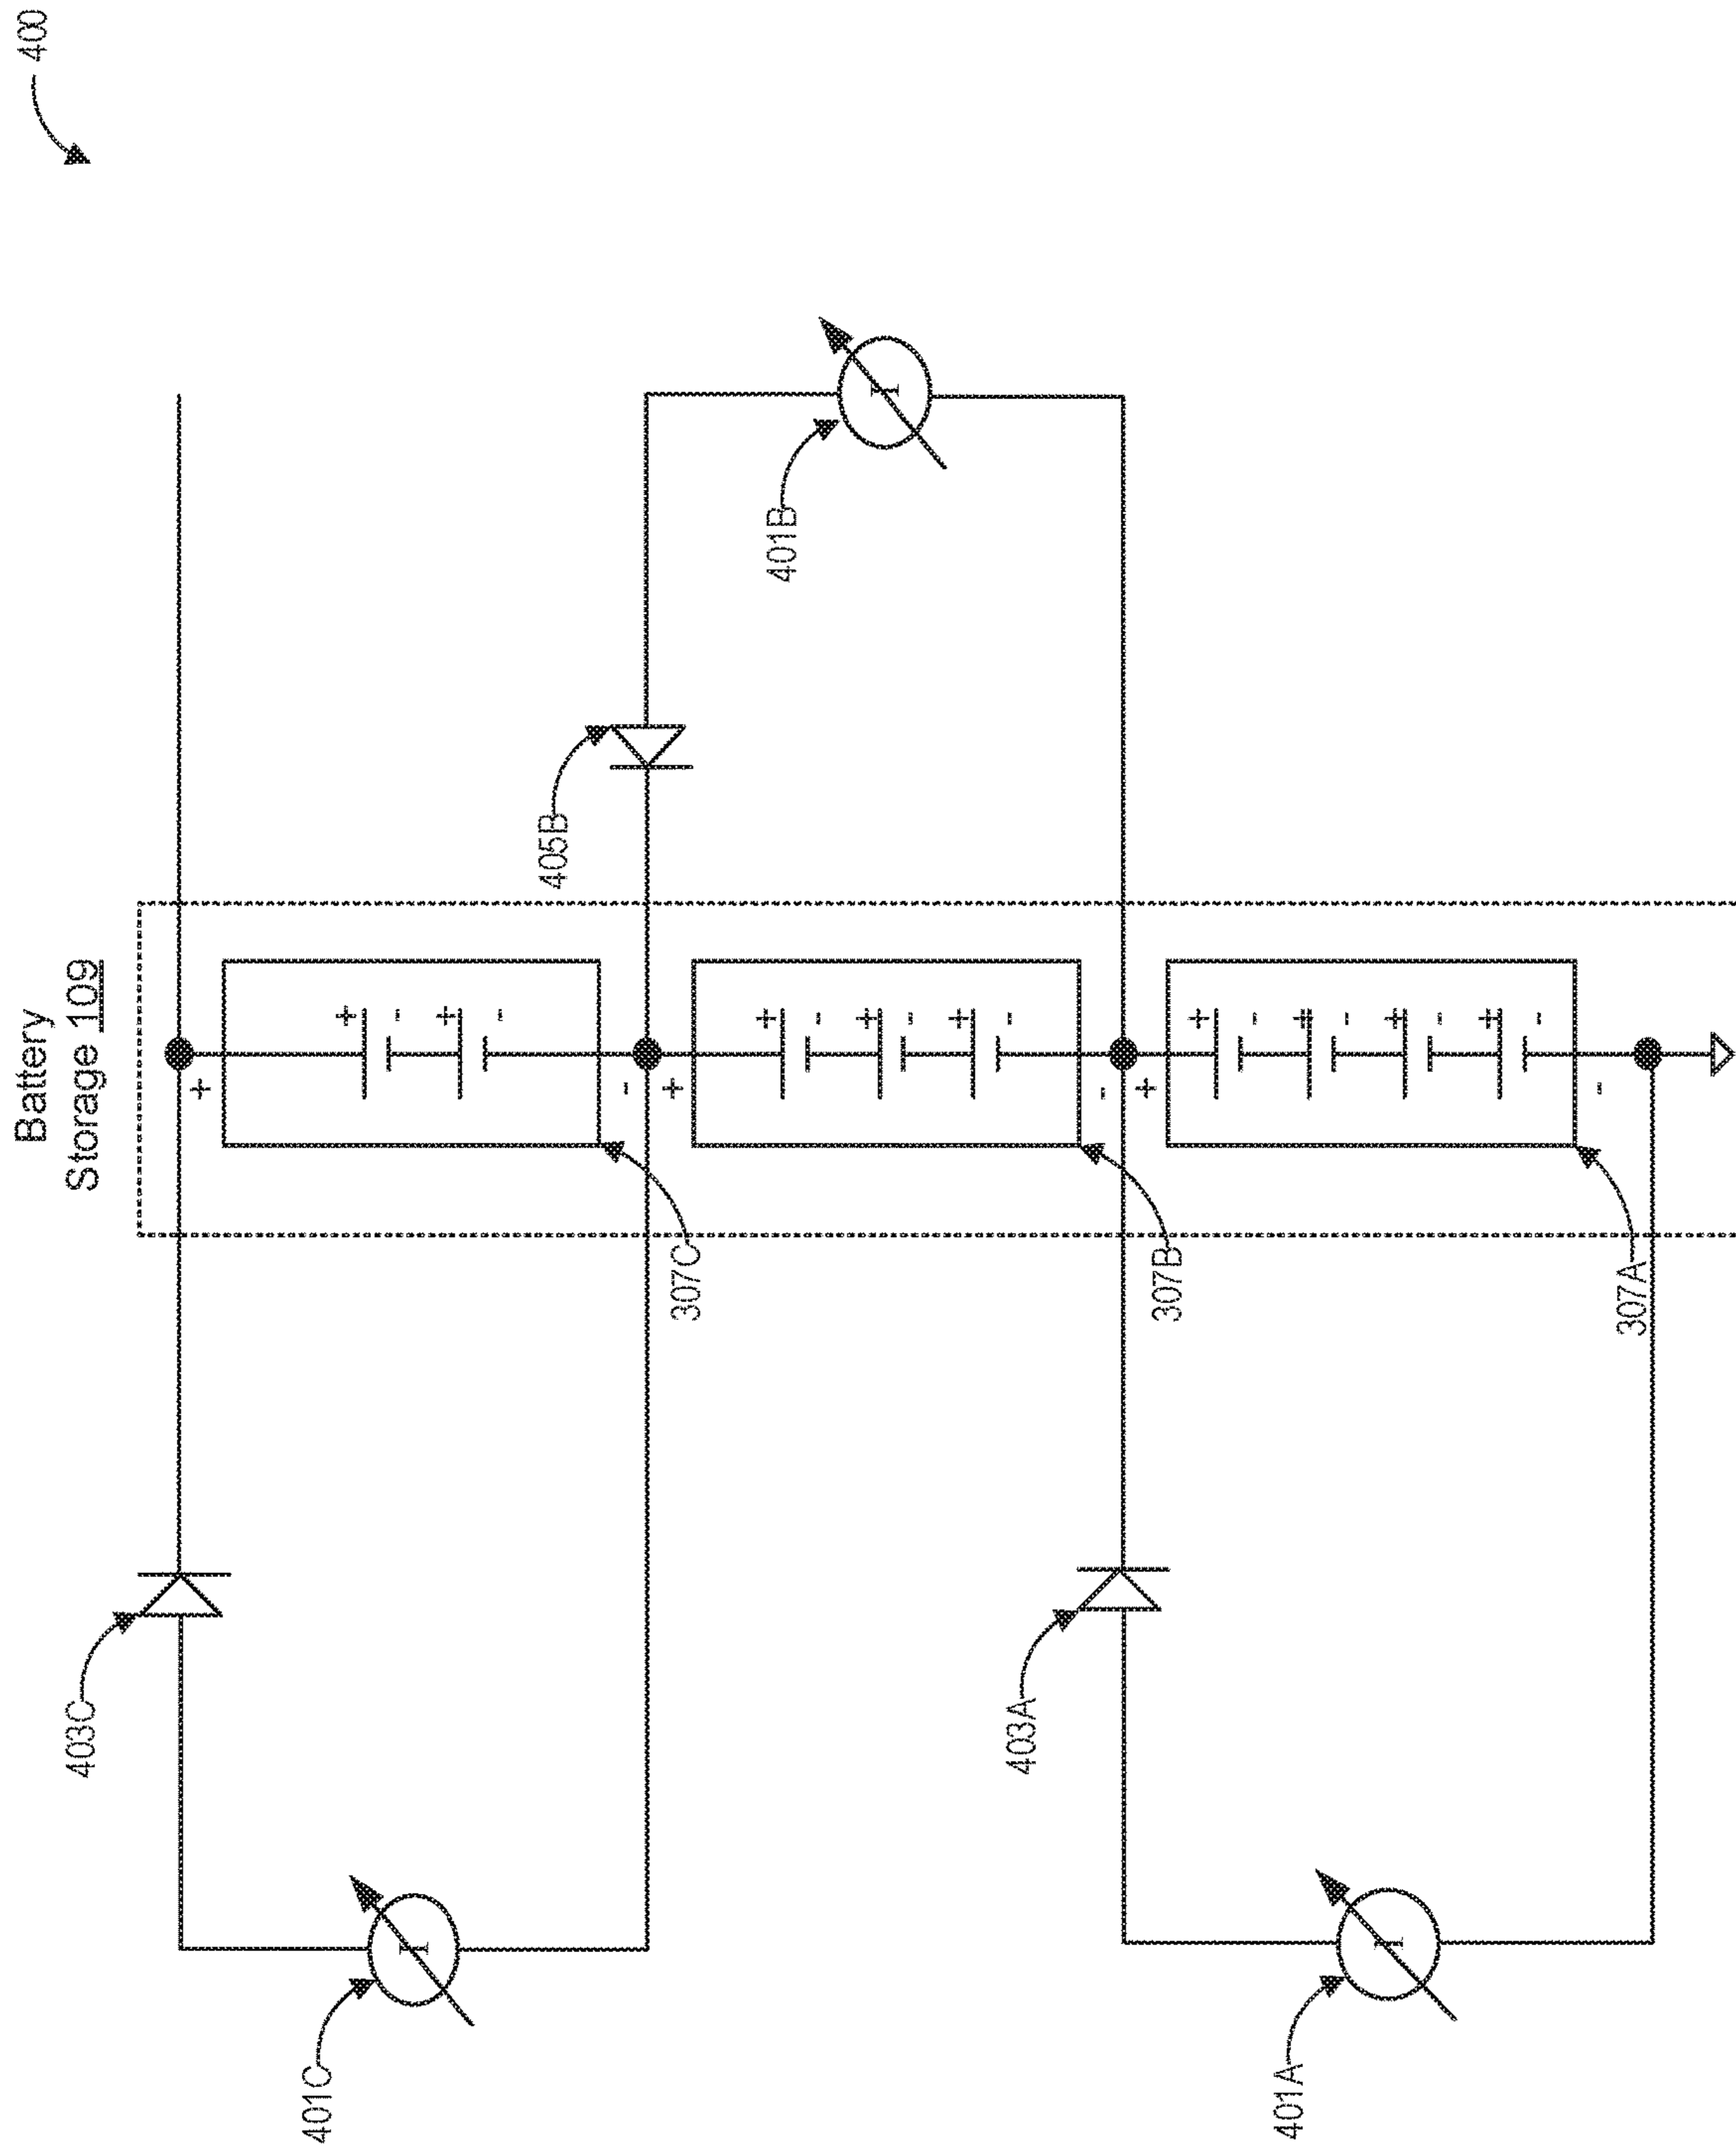 400
Battery
Storage 109
401B
405B
+
+ -
+ -
-
+
+ -
+ -
+ -
-
+
+ -
+ -
+ -
+ -
-
307C
307B
307A
403C
403A
I
I
I
401C
401A